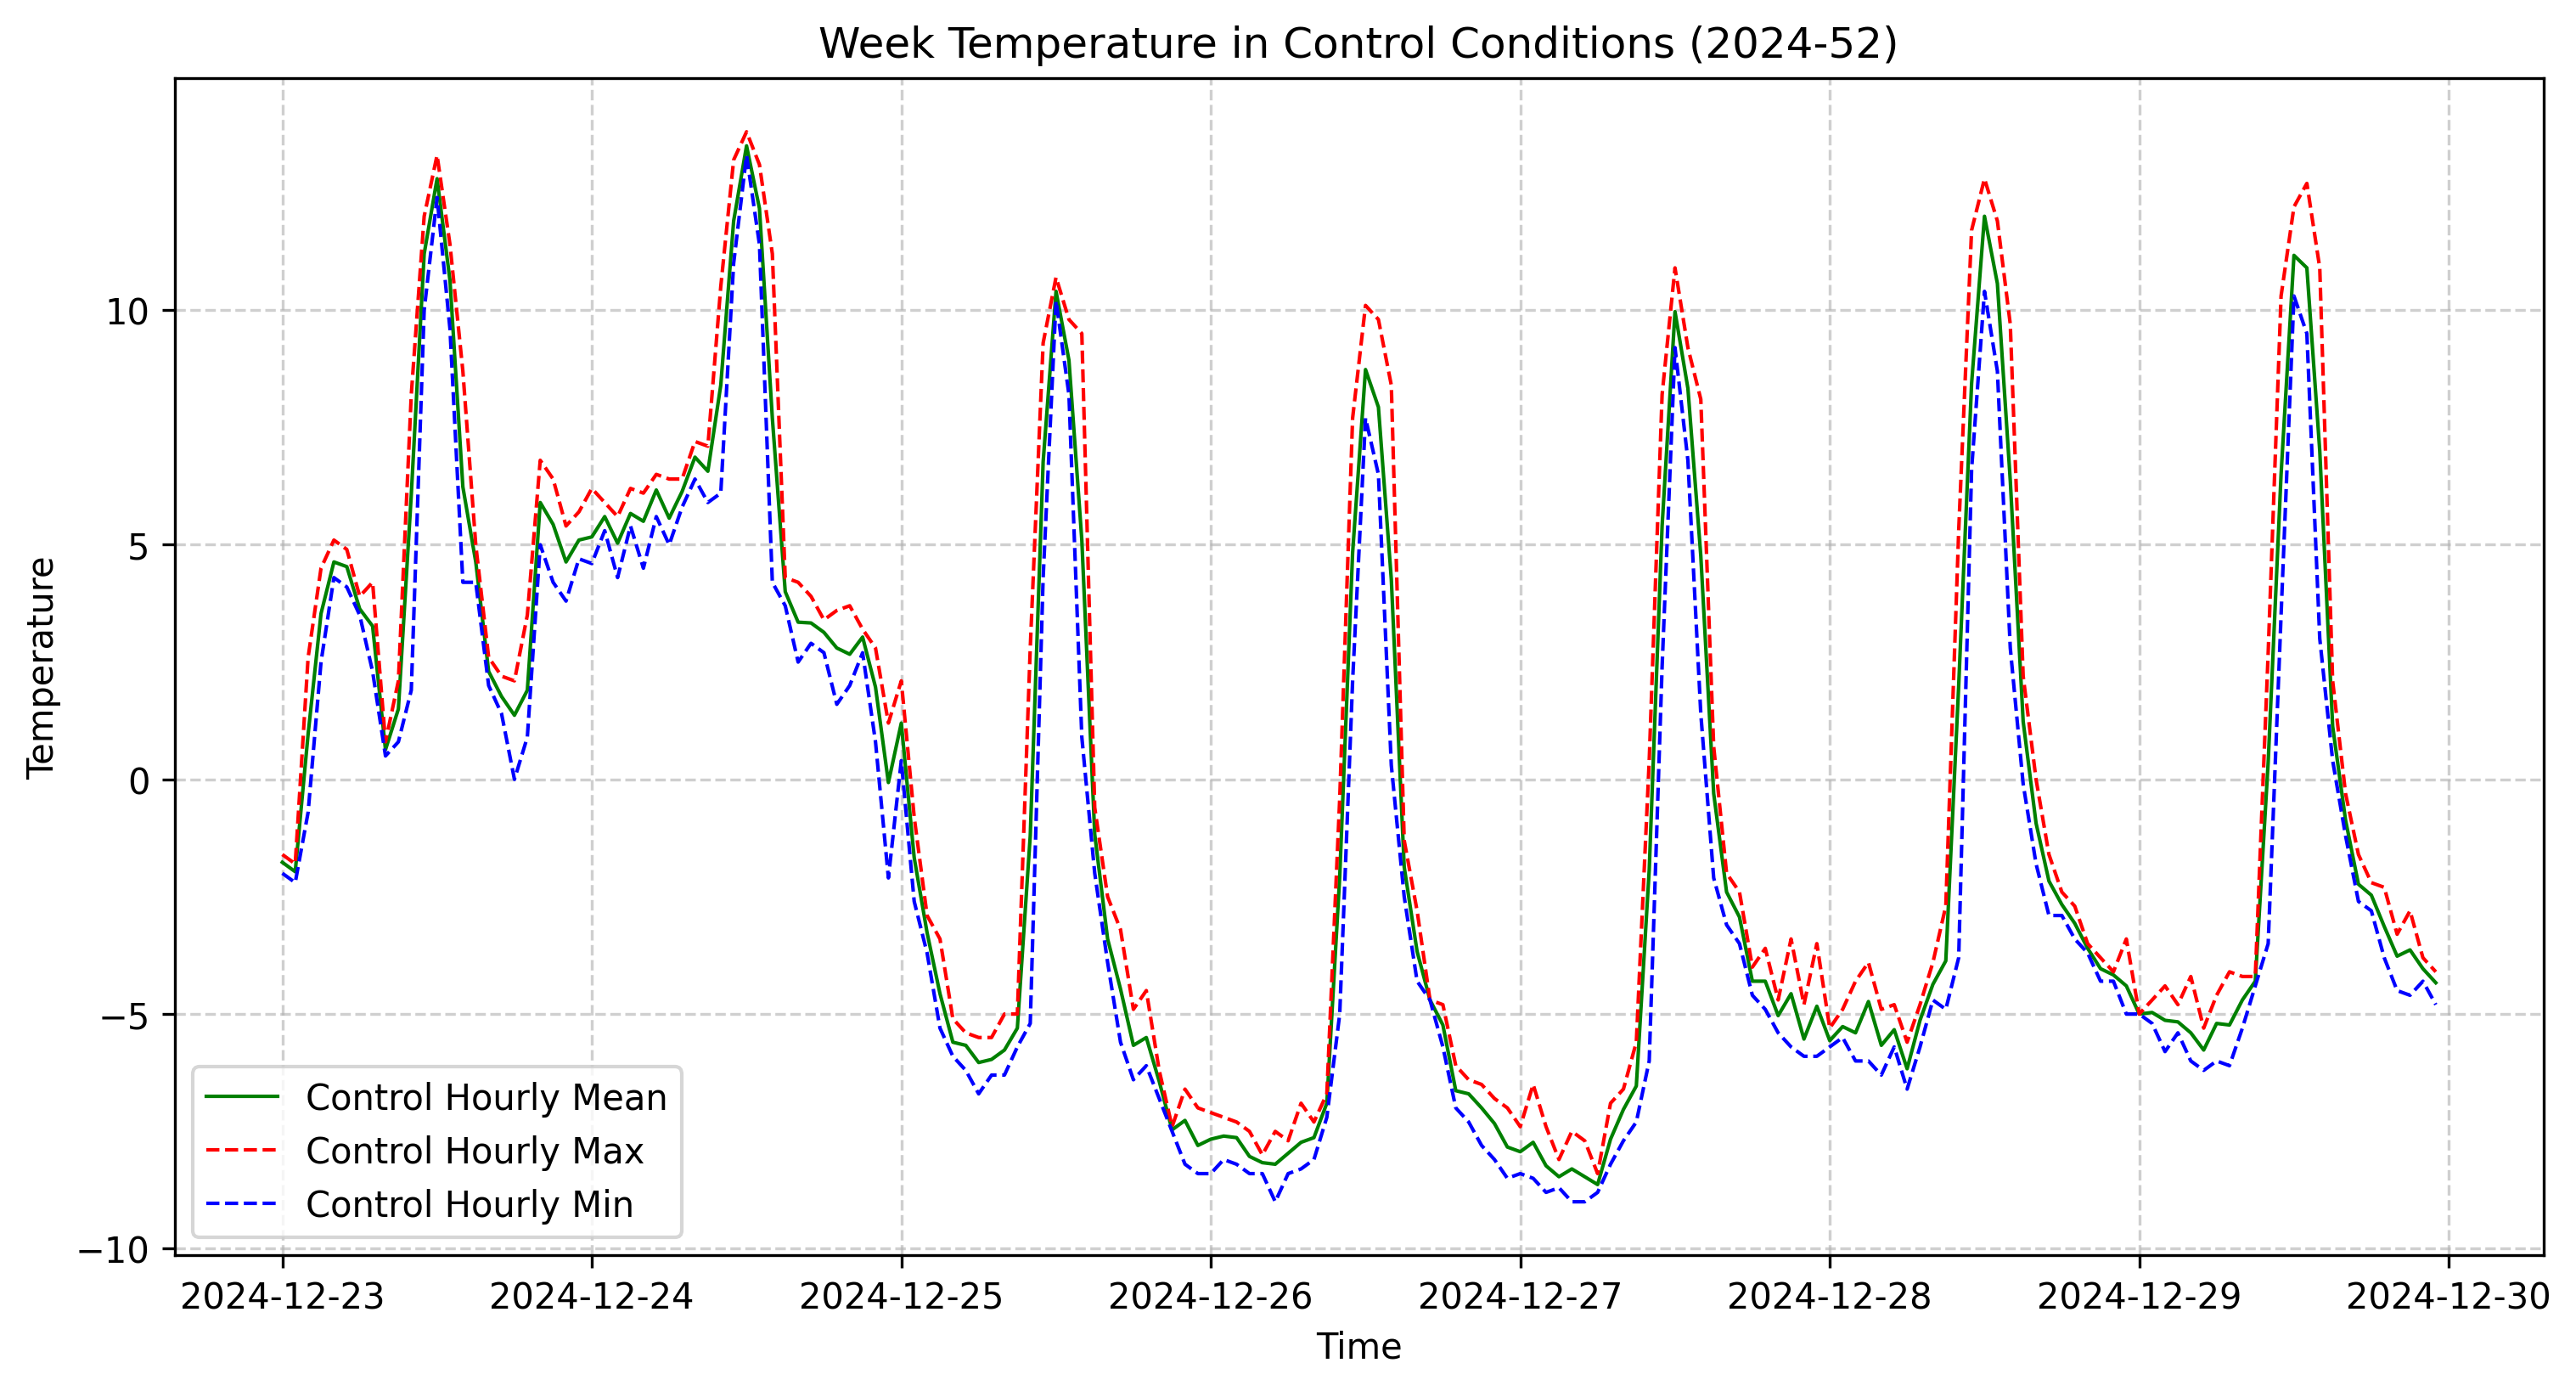 Week Temperature in Control Conditions (2024-52)
Temperature
10
5
0
−5
−10
Control Hourly Mean
Control Hourly Max
Control Hourly Min
2024-12-23 2024-12-24 2024-12-25 2024-12-26 2024-12-27 2024-12-28 2024-12-29 2024-12-30
Time